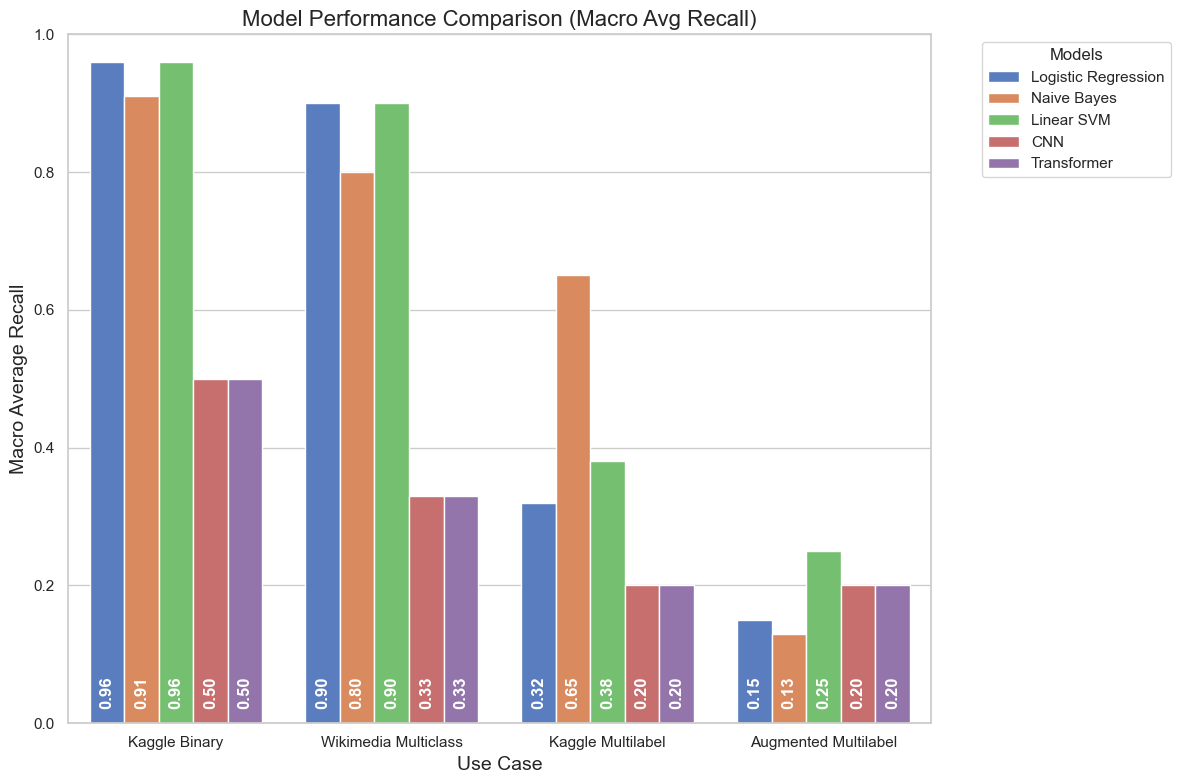 Model Performance Comparison (Macro Avg Recall)
Models
Logistic Regression
Naive Bayes
Linear SVM
CNN
Transformer
Macro Average Recall
1.0
0.8
0.6
0.4
0.2
0.0
0.96 0.91 0.96 0.50 0.50 0.90 0.80 0.90 0.33 0.33 0.32 0.65 0.38 0.20 0.20 0.15 0.13 0.25 0.20 0.20
Kaggle Binary Wikimedia Multiclass Kaggle Multilabel Augmented Multilabel
Use Case